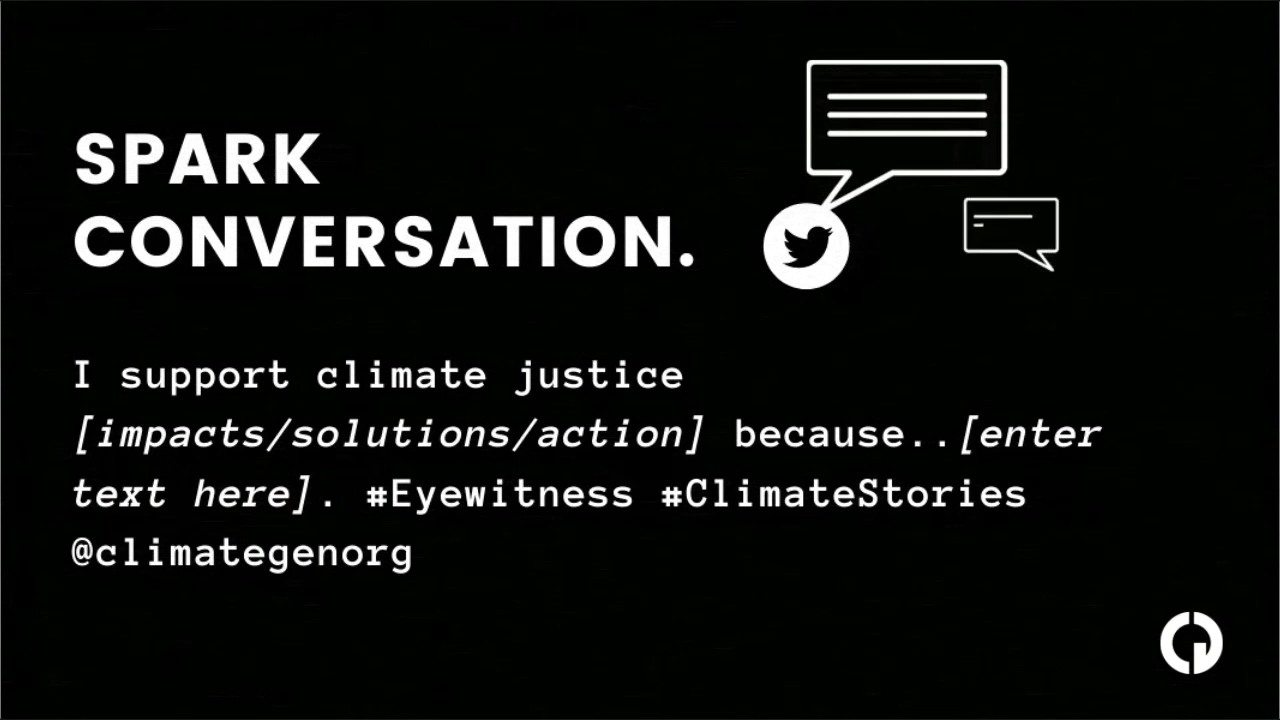 SPARK
CONVERSATION.
I support climate justice
[impacts/solutions/action] because..[enter
text here]. #Eyewitness #ClimateStories
@climategenorg